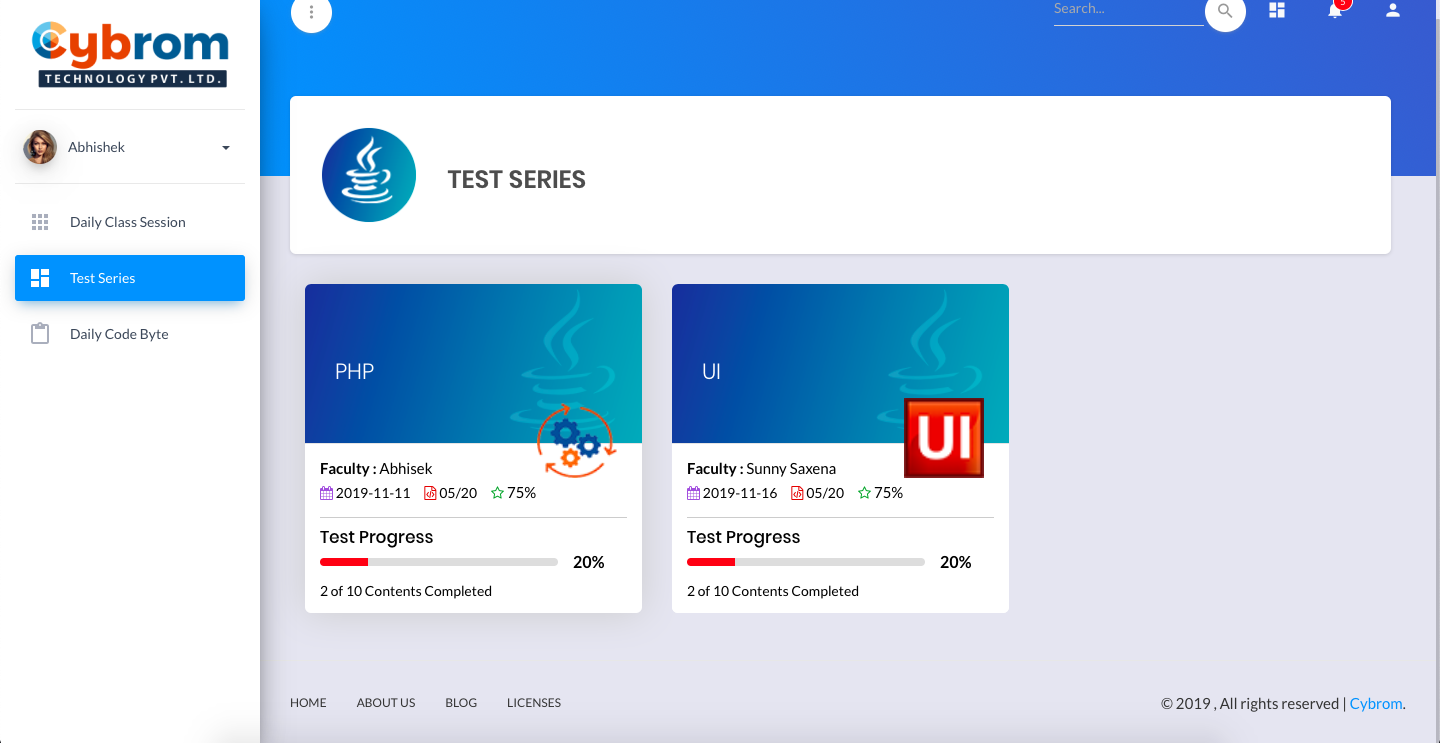 Cybrom
TECHNOLOGY PVT. LTD.
Search...
5
Abhishek
Daily Class Session
Test Series
Daily Code Byte
TEST SERIES
PHP
Faculty : Abhisek
2019-11-11 05/20 75%
Test Progress
20%
2 of 10 Contents Completed
UI
UI
Faculty : Sunny Saxena
2019-11-16 05/20 75%
Test Progress
20%
2 of 10 Contents Completed
HOME ABOUT US BLOG LICENSES
© 2019 , All rights reserved | Cybrom.